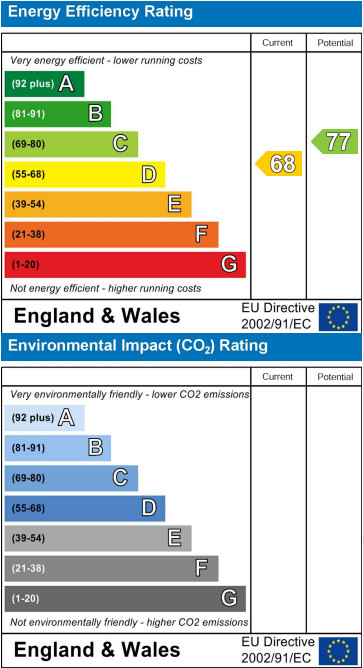 Energy Efficiency Rating
Current Potential
Very energy efficient - lower running costs
(92 plus) A
(81-91) B
(69-80) C
77
(55-68) D
68
(39-54) E
(21-38) F
(1-20) G
Not energy efficient - higher running costs
England & Wales
EU Directive
2002/91/EC
Environmental Impact (CO2) Rating
Current Potential
Very environmentally friendly - lower CO2 emissions
(92 plus) A
(81-91) B
(69-80) C
(55-68) D
(39-54) E
(21-38) F
(1-20) G
Not environmentally friendly - higher CO2 emissions
England & Wales
EU Directive
2002/91/EC